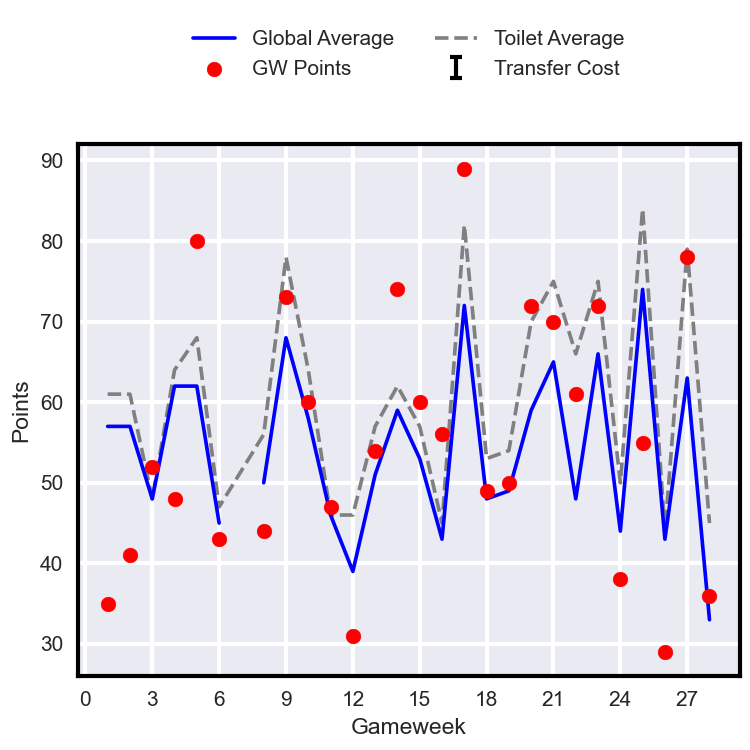 Global Average
GW Points
Toilet Average
Transfer Cost
90
80
70
60
50
40
30
Points
0 3 6 9 12 15 18 21 24 27
Gameweek